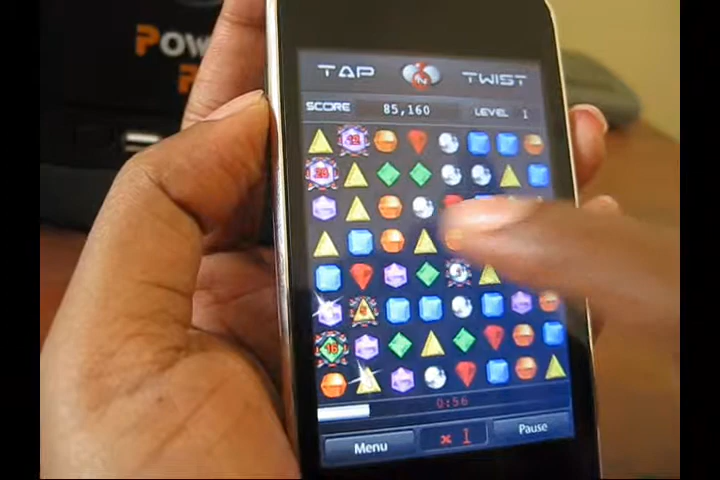 POW
P
TAP N TWIST
SCORE 85,160 LEVEL 1
0:56
Menu x 1 Pause